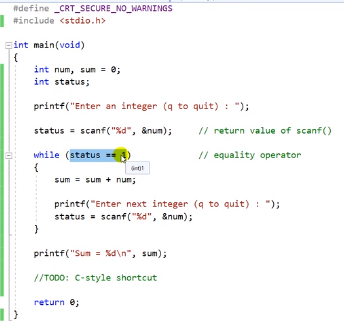 #define _CRT_SECURE_NO_WARNINGS
#include <stdio.h>
int main(void)
{
int num, sum = 0;
int status;
printf("Enter an integer (q to quit) : ");
status = scanf("%d", &num); // return value of scanf()
while (status == 1) // equality operator
(int)1
{
sum = sum + num;
printf("Enter next integer (q to quit) : ");
status = scanf("%d", &num);
}
printf("Sum = %d\n", sum);
//TODO: C-style shortcut
return 0;
}